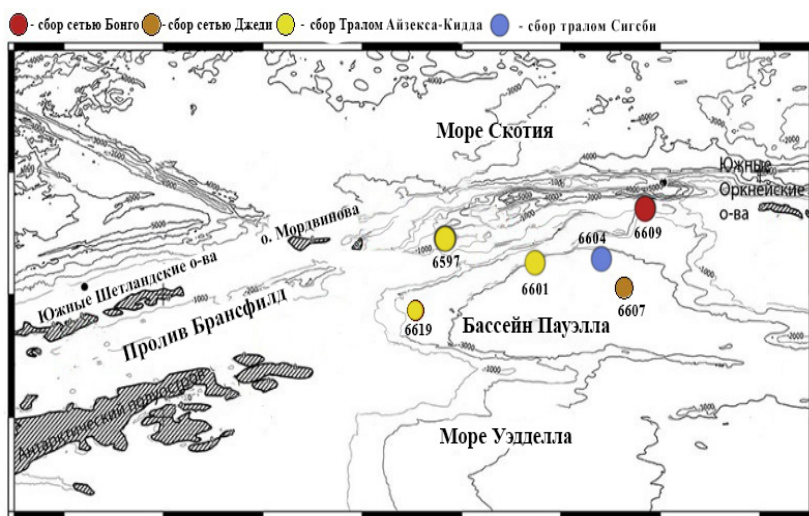 - сбор сетью Бонго - сбор сетью Джеди - сбор Тралом Айзекса-Кидда - сбор тралом Сигсби
Море Скотия
Южные
Оркнейские
о-ва
о. Мордвинова
6597
6604
6609
6601
6607
Южные Шетландские о-ва
Пролив Брансфилд
6619
Бассейн Пауэлла
Антарктический полуостров
Море Уэдделла